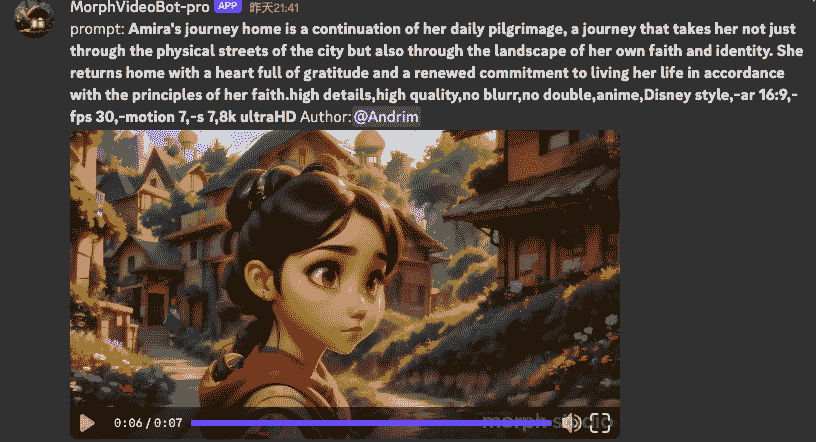 MorphVideoBot-pro APP 昨天21:41
prompt: Amira's journey home is a continuation of her daily pilgrimage, a journey that takes her not just
through the physical streets of the city but also through the landscape of her own faith and identity. She
returns home with a heart full of gratitude and a renewed commitment to living her life in accordance
with the principles of her faith.high details,high quality,no blurr,no double,anime,Disney style,-ar 16:9,-
fps 30,-motion 7,-s 7,8k ultraHD Author:@Andrim
morph studio
0:06/0:07